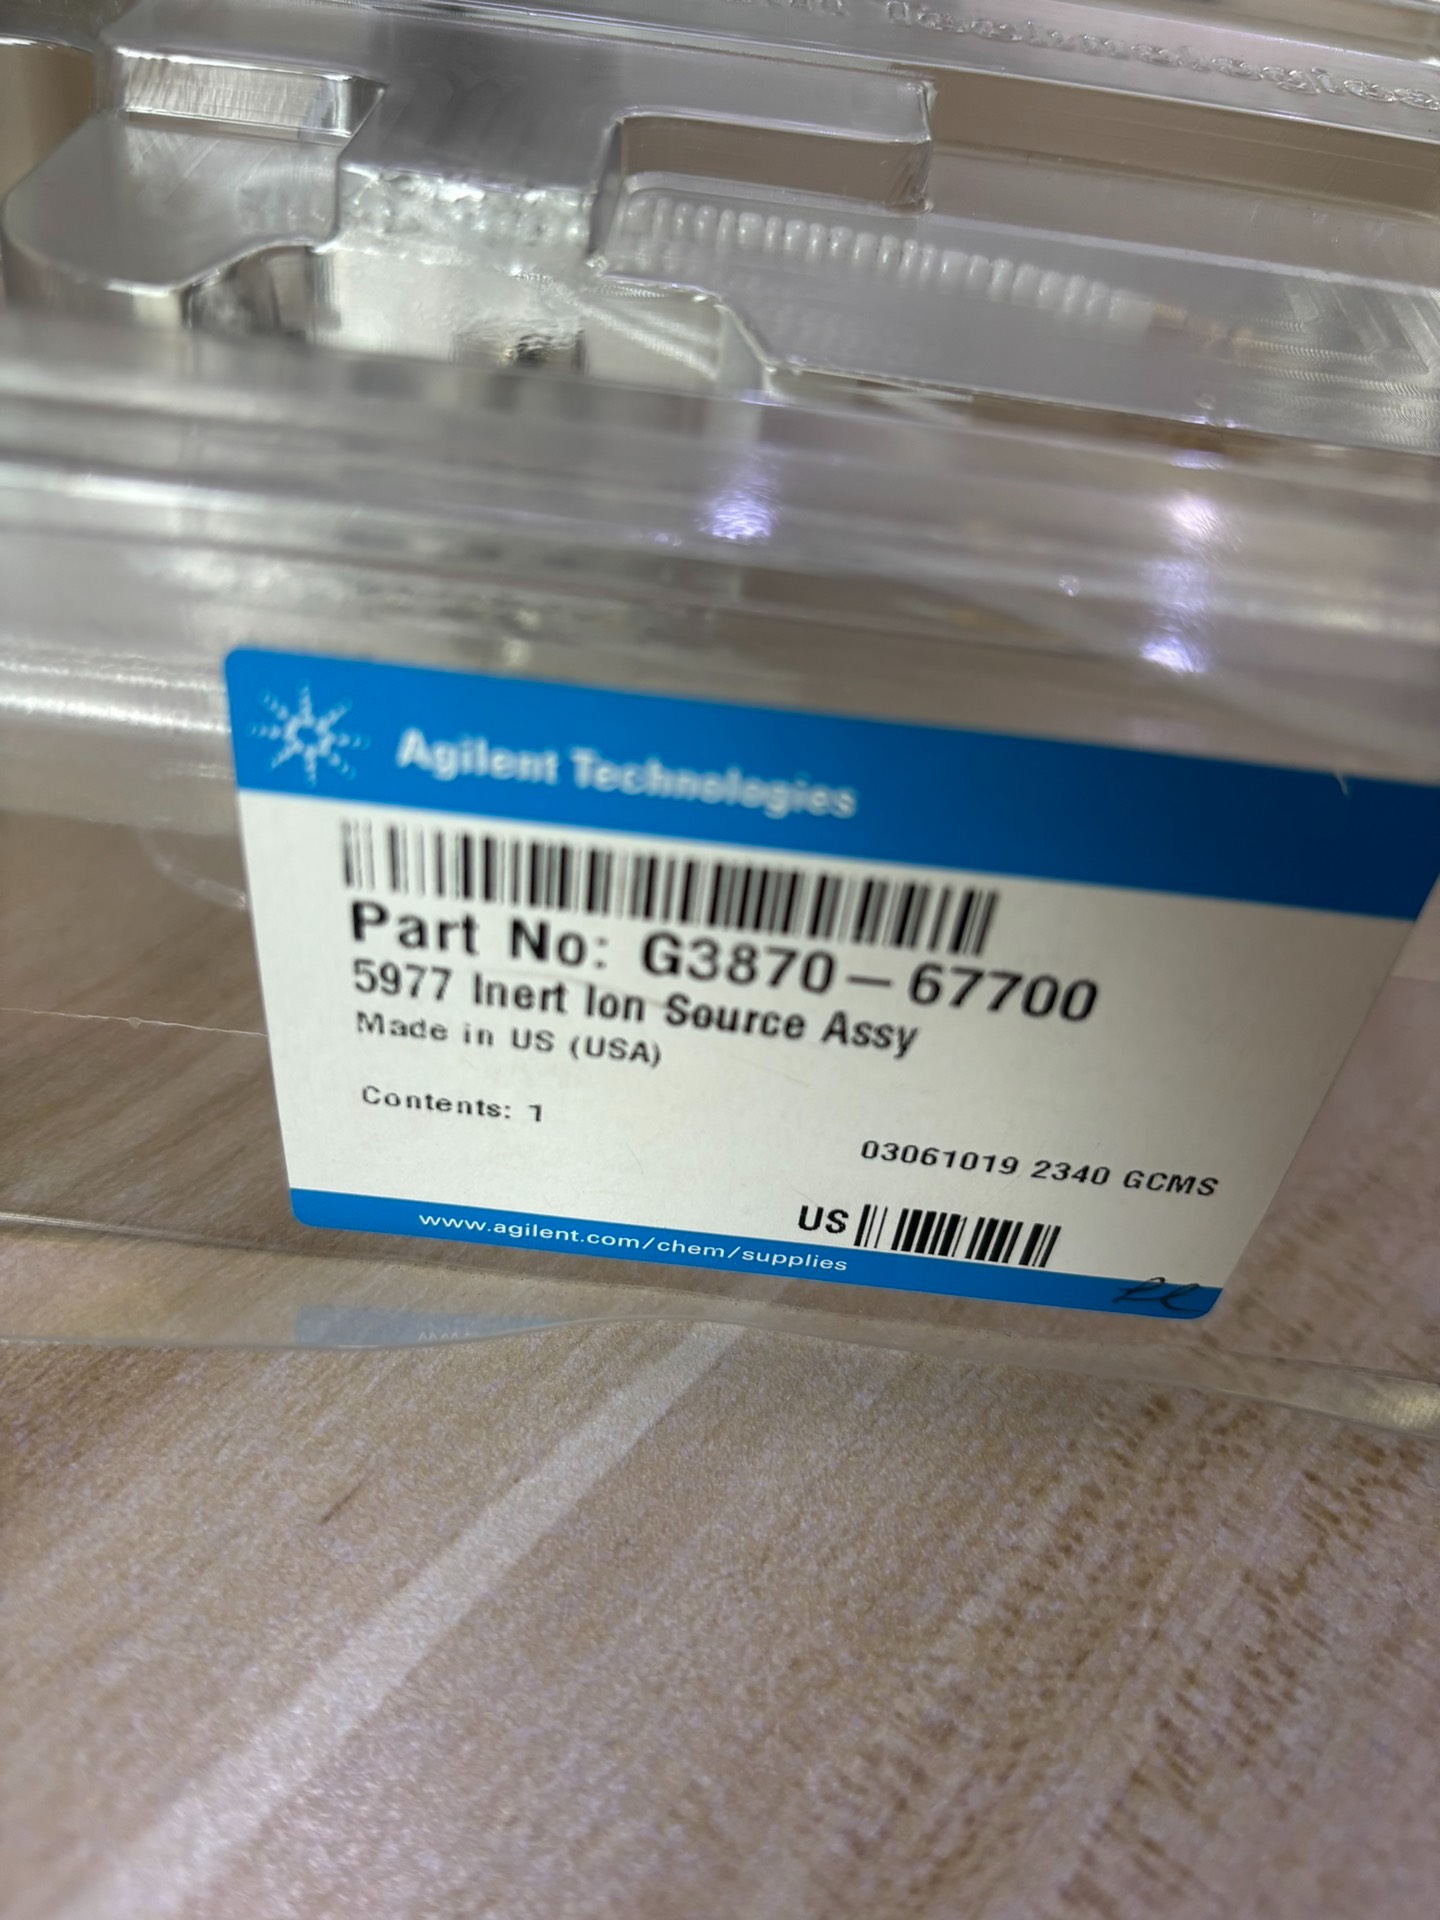 Agilent Technologies
Part No: G3870-67700
5977 Inert Ion Source Assy
Made in US (USA)
Contents: 1
03061019 2340 GCMS
US
www.agilent.com/chem/supplies